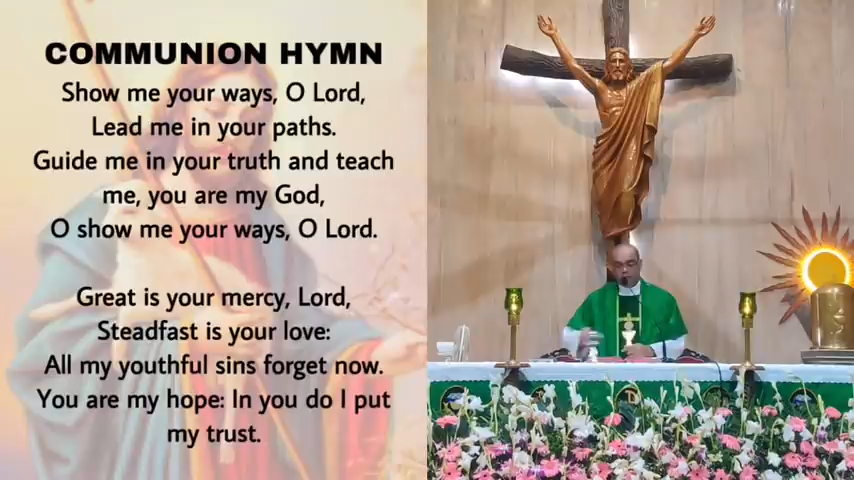 COMMUNION HYMN
Show me your ways, O Lord,
Lead me in your paths.
Guide me in your truth and teach
me, you are my God,
O show me your ways, O Lord.
Great is your mercy, Lord,
Steadfast is your love:
All my youthful sins forget now.
You are my hope: In you do I put
my trust.